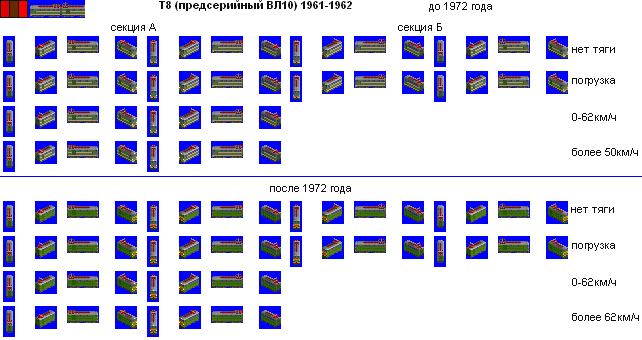 Т8 (предсерийный ВЛ10) 1961-1962
до 1972 года
секция А
секция Б
нет тяги
погрузка
0-62км/ч
более 50км/ч
после 1972 года
нет тяги
погрузка
0-62км/ч
более 62км/ч